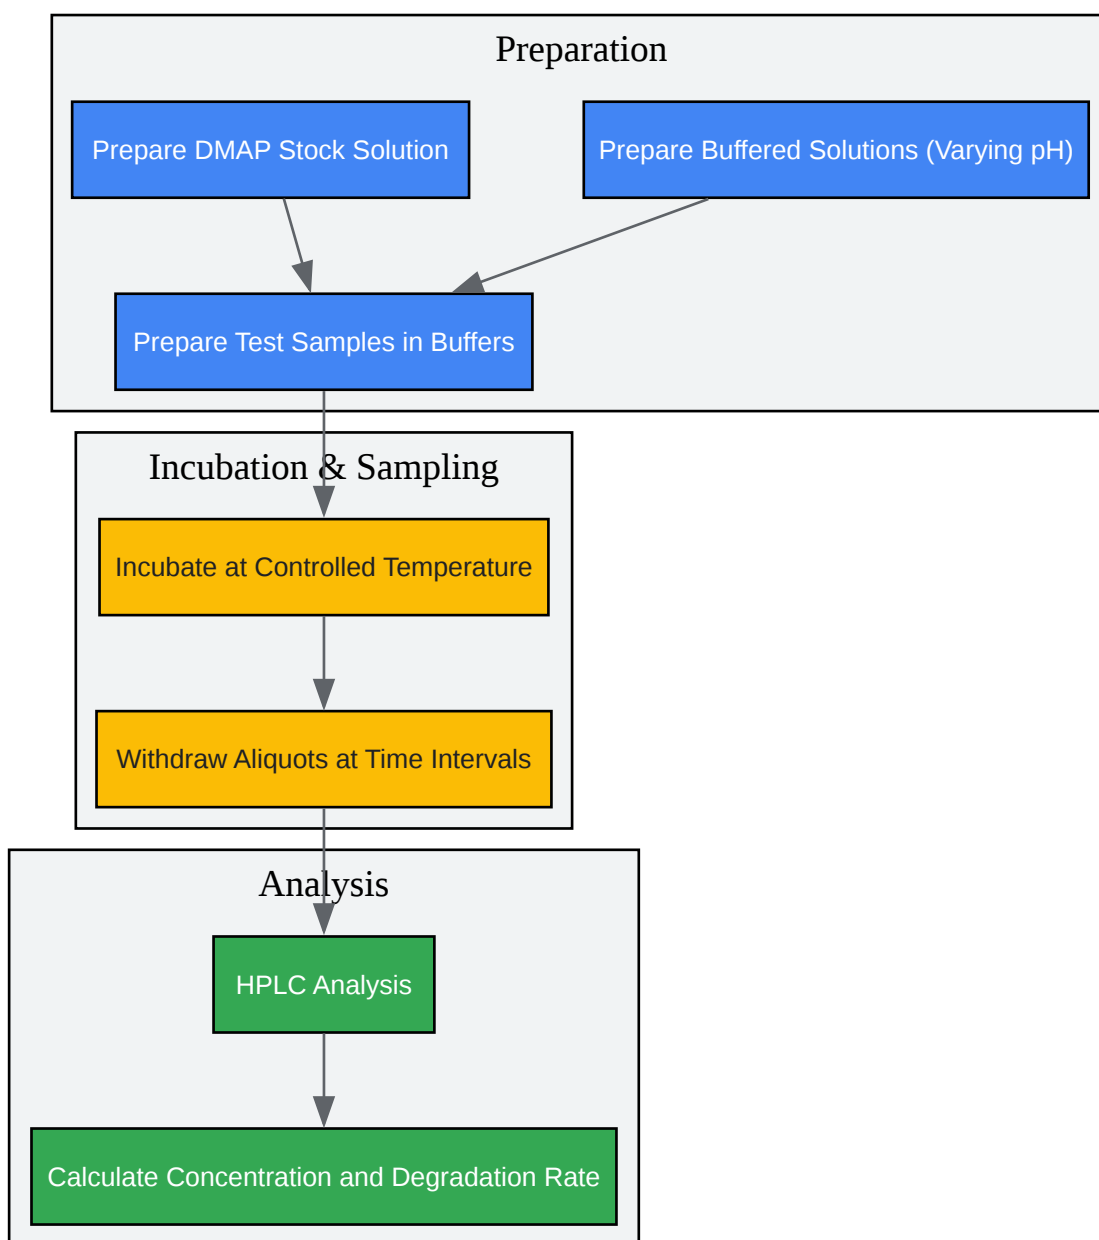 Preparation
Prepare DMAP Stock Solution
Prepare Buffered Solutions (Varying pH)
Prepare Test Samples in Buffers
Incubation & Sampling
Incubate at Controlled Temperature
Withdraw Aliquots at Time Intervals
Analysis
HPLC Analysis
Calculate Concentration and Degradation Rate